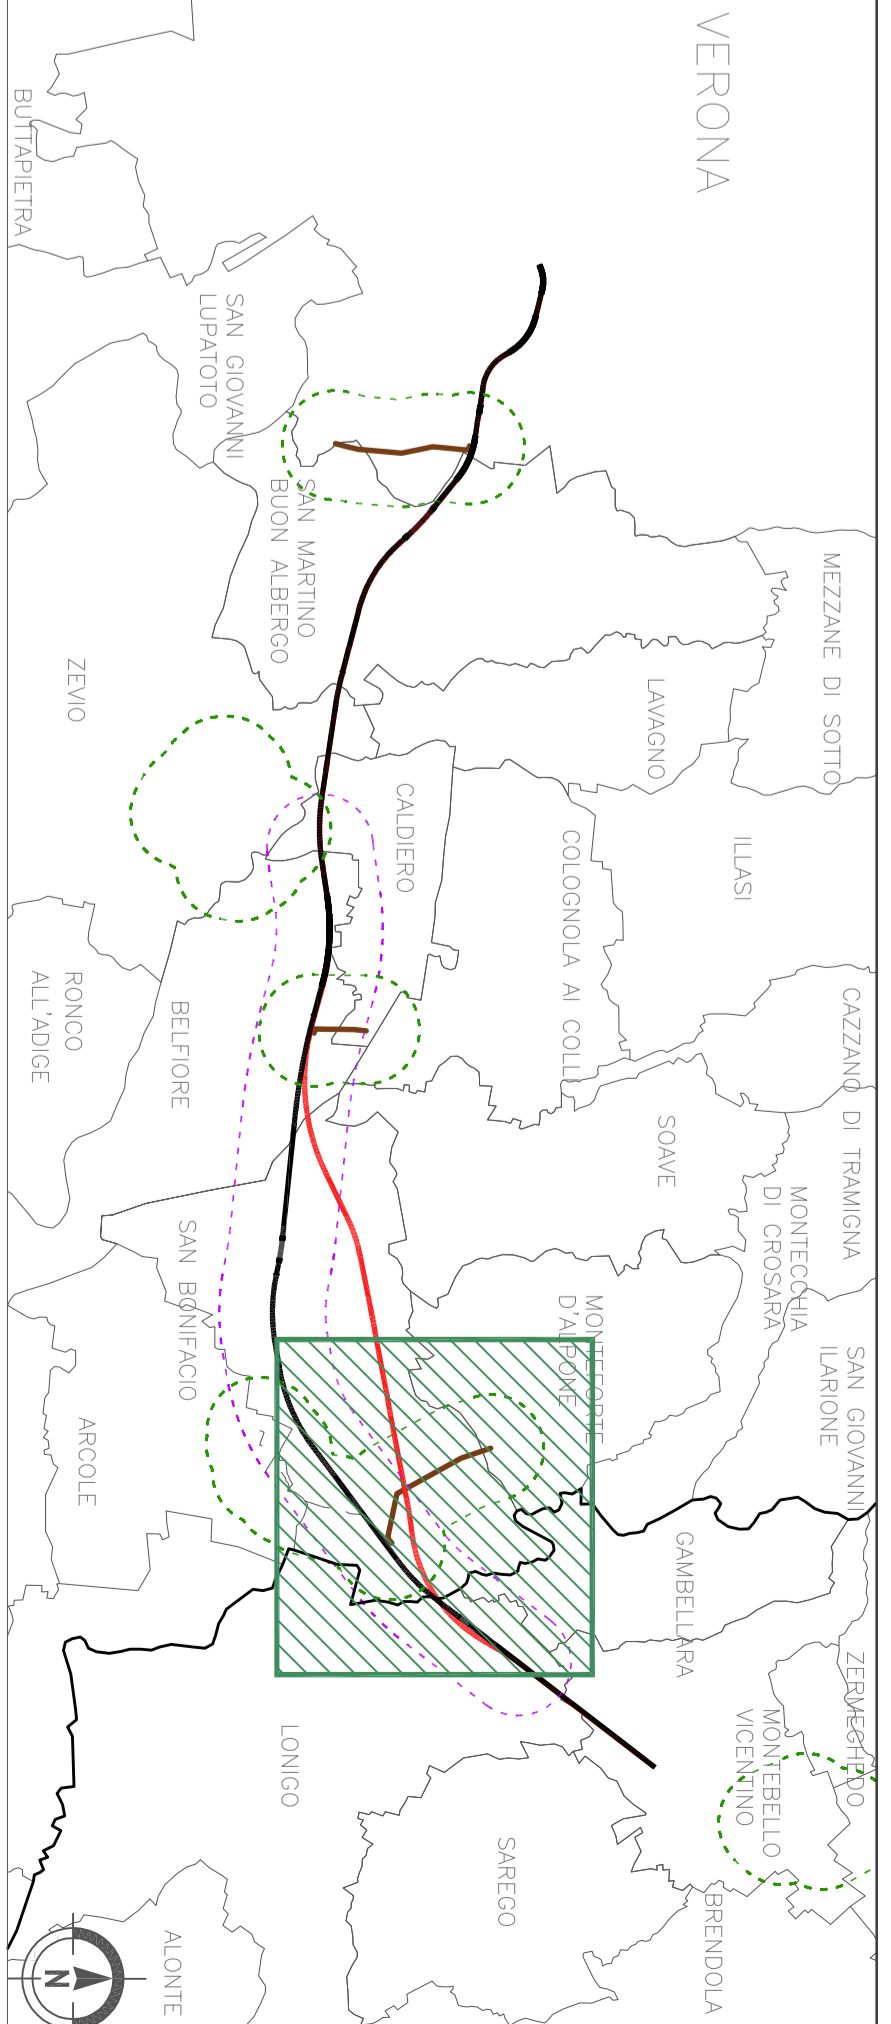 VERONA
BUTTAPIETRA
SAN GIOVANNI
LUPATOTO
SAN MARTINO
BUON ALBERGO
MEZZANE DI SOTTO
ZEVIO
LAVAGNO
CALDIERO
ILLASI
COLOGNOLA AI COLLI
RONCO
ALL'ADIGE
BELFIORE
CAZZANO DI TRAMIGNA
SOAVE
MONTECCHIA
DI CROSARA
SAN BONIFACIO
MONTEFORTE
D'ALPONE
SAN GIOVANNI
ILARIONE
ARCOLE
GAMBELLARA
ZERMEGHEDO
MONTEBELLO
VICENTINO
LONIGO
SAREGO
BRENDOLA
ALONTE
N